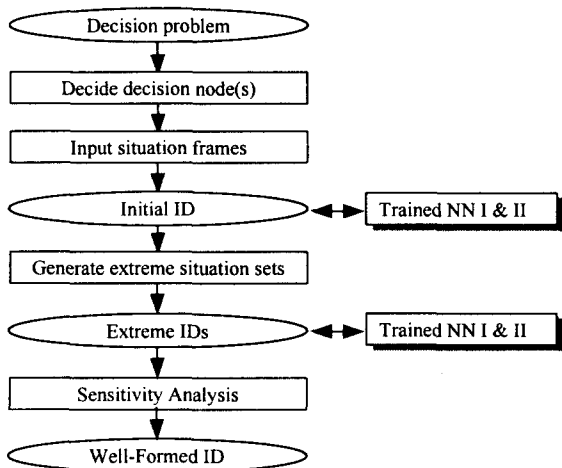 Decision problem
Decide decision node(s)
Input situation frames
Initial ID
Trained NN I & II
Generate extreme situation sets
Extreme IDs
Trained NN I & II
Sensitivity Analysis
Well-Formed ID